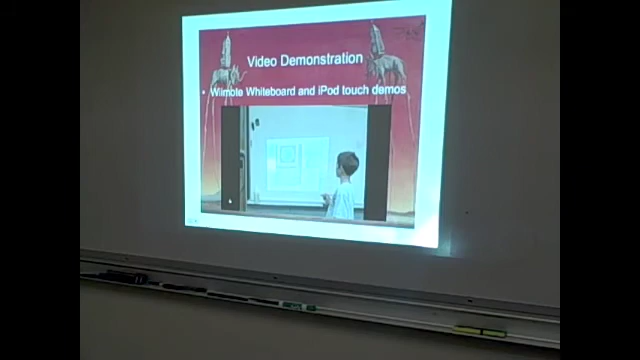 Video Demonstration
• Wiimote Whiteboard and iPod touch demos